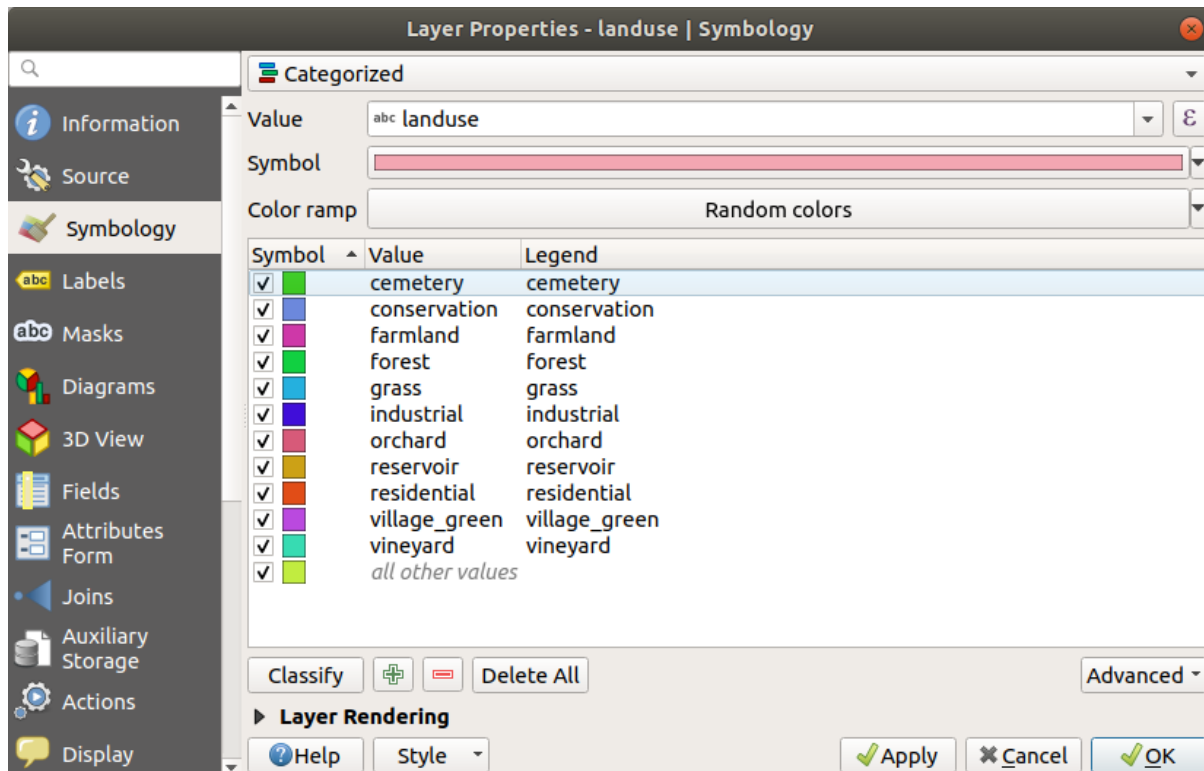 Layer Properties - landuse | Symbology
Categorized
Information
Value abc landuse ε
Source
Symbol
Symbology
Color ramp Random colors
Symbol Value Legend
abc Labels
cemetery cemetery
conservation conservation
abc Masks
farmland farmland
forest forest
Diagrams
grass grass
industrial industrial
3D View
orchard orchard
reservoir reservoir
Fields
residential residential
village_green village_green
Attributes
Form
vineyard vineyard
all other values
Joins
Auxiliary
Storage
Classify Delete All Advanced
Actions
Layer Rendering
Display
Help Style Apply Cancel OK